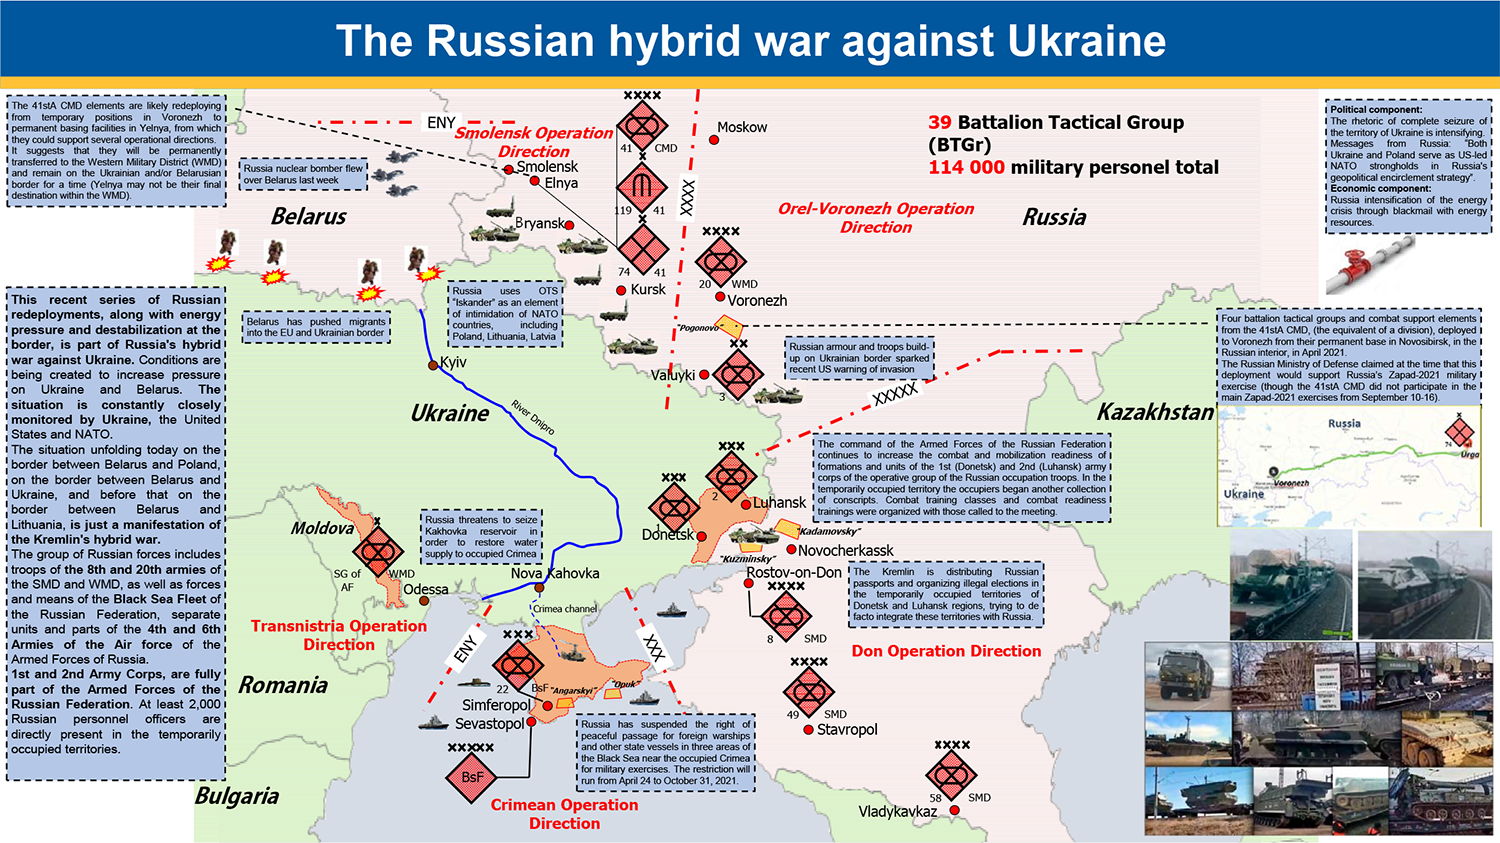 The Russian hybrid war against Ukraine
The 41stA CMD elements are likely redeploying
from temporary positions in Voronezh to
permanent basing facilities in Yelnya, from which
they could support several operational directions.
It suggests that they will be permanently
transferred to the Western Military District (WMD)
and remain on the Ukrainian and/or Belarusian
border for a time (Yelnya may not be their final
destination within the WMD).
Russia nuclear bomber flew
over Belarus last week
ENY
Smolensk Operation
Direction
Smolensk
Elnya
Belarus
Bryansk
XXXX
41
CMD
X
119
41
X
74
41
XXX
Moskow
39 Battalion Tactical Group
(BTGr)
114 000 military personel total
Orel-Voronezh Operation
Direction
Russia
Political component:
The rhetoric of complete seizure of
the territory of Ukraine is intensifying.
Messages from Russia: "Both
Ukraine and Poland serve as US-led
NATO strongholds in Russia's
geopolitical encirclement strategy".
Economic component:
Russia intensification of the energy
crisis through blackmail with energy
resources.
XXXX
20
WMD
Voronezh
Kursk
"Pogonovo"
Russia uses OTS
"Iskander" as an element
of intimidation of NATO
countries, including
Poland, Lithuania, Latvia
Belarus has pushed migrants
into the EU and Ukrainian border
This recent series of Russian
redeployments, along with energy
pressure and destabilization at the
border, is part of Russia's hybrid
war against Ukraine. Conditions are
being created to increase pressure
on Ukraine and Belarus. The
situation is constantly closely
monitored by Ukraine, the United
States and NATO.
The situation unfolding today on the
border between Belarus and Poland,
on the border between Belarus and
Ukraine, and before that on the
border between Belarus and
Lithuania, is just a manifestation of
the Kremlin's hybrid war.
The group of Russian forces includes
troops of the 8th and 20th armies of
the SMD and WMD, as well as forces
and means of the Black Sea Fleet of
the Russian Federation, separate
units and parts of the 4th and 6th
Armies of the Air force of the
Armed Forces of Russia.
1st and 2nd Army Corps, are fully
part of the Armed Forces of the
Russian Federation. At least 2,000
Russian personnel officers are
directly present in the temporarily
occupied territories.
Kyiv
Ukraine
River Dnipro
XX
Valuyki
3
Russian armour and troops build-
up on Ukrainian border sparked
recent US warning of invasion
XXXXX
Kazakhstan
Four battalion tactical groups and combat support elements
from the 41stA CMD, (the equivalent of a division), deployed
to Voronezh from their permanent base in Novosibirsk, in the
Russian interior, in April 2021.
The Russian Ministry of Defense claimed at the time that this
deployment would support Russia's Zapad-2021 military
exercise (though the 41stA CMD did not participate in the
main Zapad-2021 exercises from September 10-16).
Russia
X
74
Urga
Voronezh
Ukraine
The command of the Armed Forces of the Russian Federation
continues to increase the combat and mobilization readiness of
formations and units of the 1st (Donetsk) and 2nd (Luhansk) army
corps of the operative group of the Russian occupation troops. In the
temporarily occupied territory the occupiers began another collection
of conscripts. Combat training classes and combat readiness
trainings were organized with those called to the meeting.
XXX
2
Luhansk
XXX
1
Donetsk
"Kadamovsky"
"Kuzminsky"
Novocherkassk
Rostov-on-Don
XXXX
8
SMD
The Kremlin is distributing Russian
passports and organizing illegal elections in
the temporarily occupied territories of
Donetsk and Luhansk regions, trying to de
facto integrate these territories with Russia.
Don Operation Direction
Moldova
X
SG of
AF
WMD
Odessa
Transnistria Operation
Direction
Russia threatens to seize
Kakhovka reservoir in
order to restore water
supply to occupied Crimea
Nova Kahovka
Crimea channel
ENY
XXX
XXX
22
BsF
"Angarskyi"
"Opuk"
Simferopol
Sevastopol
XXXXX
BsF
Crimean Operation
Direction
Russia has suspended the right of
peaceful passage for foreign warships
and other state vessels in three areas of
the Black Sea near the occupied Crimea
for military exercises. The restriction will
run from April 24 to October 31, 2021.
XXXX
49
SMD
Stavropol
XXXX
58
SMD
Vladykavkaz
Romania
Bulgaria